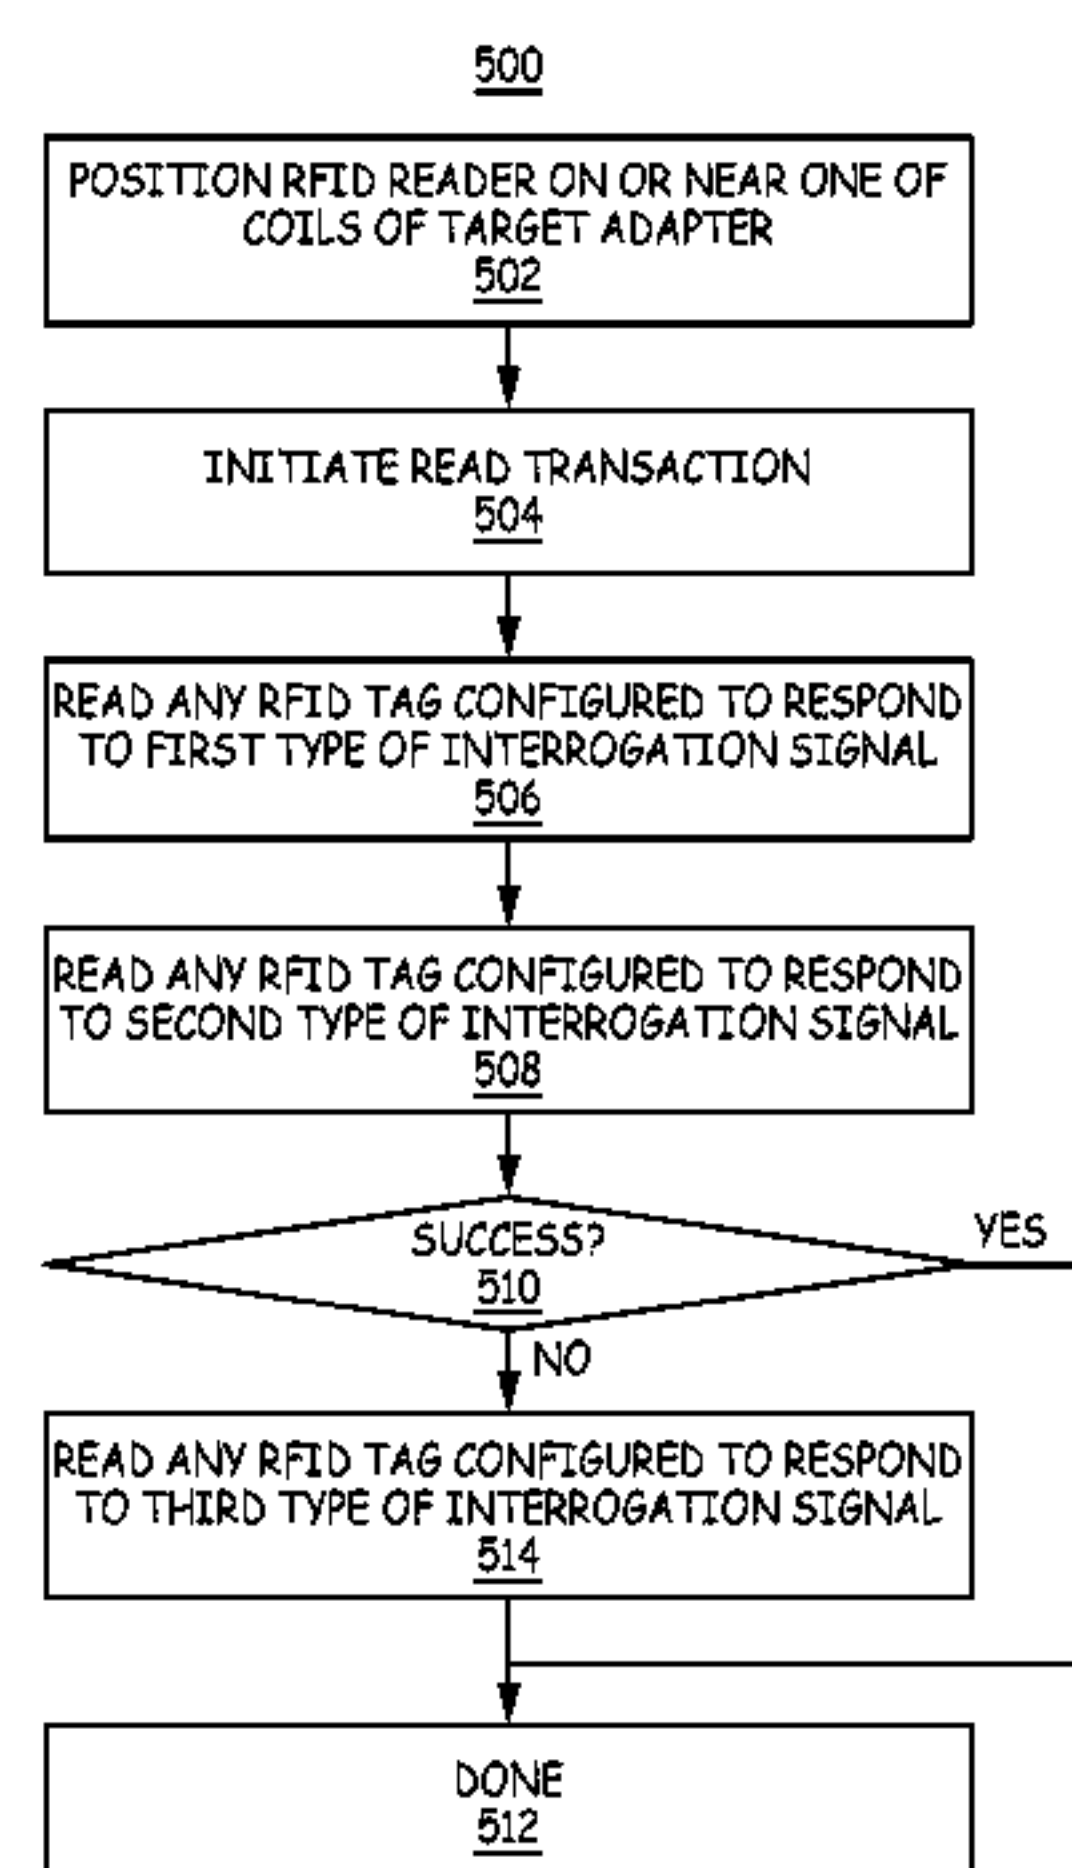 500
POSITION RFID READER ON OR NEAR ONE OF
COILS OF TARGET ADAPTER
502
INITIATE READ TRANSACTION
504
READ ANY RFID TAG CONFIGURED TO RESPOND
TO FIRST TYPE OF INTERROGATION SIGNAL
506
READ ANY RFID TAG CONFIGURED TO RESPOND
TO SECOND TYPE OF INTERROGATION SIGNAL
508
SUCCESS?
510
YES
NO
READ ANY RFID TAG CONFIGURED TO RESPOND
TO THIRD TYPE OF INTERROGATION SIGNAL
514
DONE
512